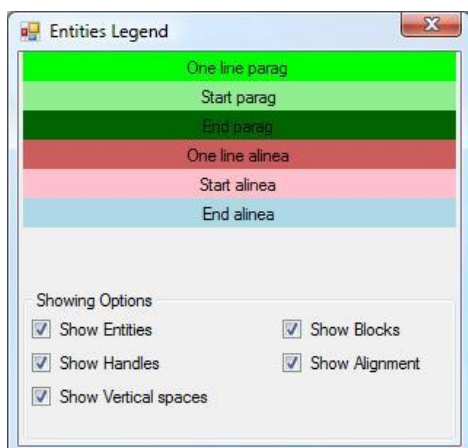 Entities Legend
One line parag
Start parag
End parag
One line alinea
Start alinea
End alinea
Showing Options
Show Entities
Show Blocks
Show Handles
Show Alignment
Show Vertical spaces